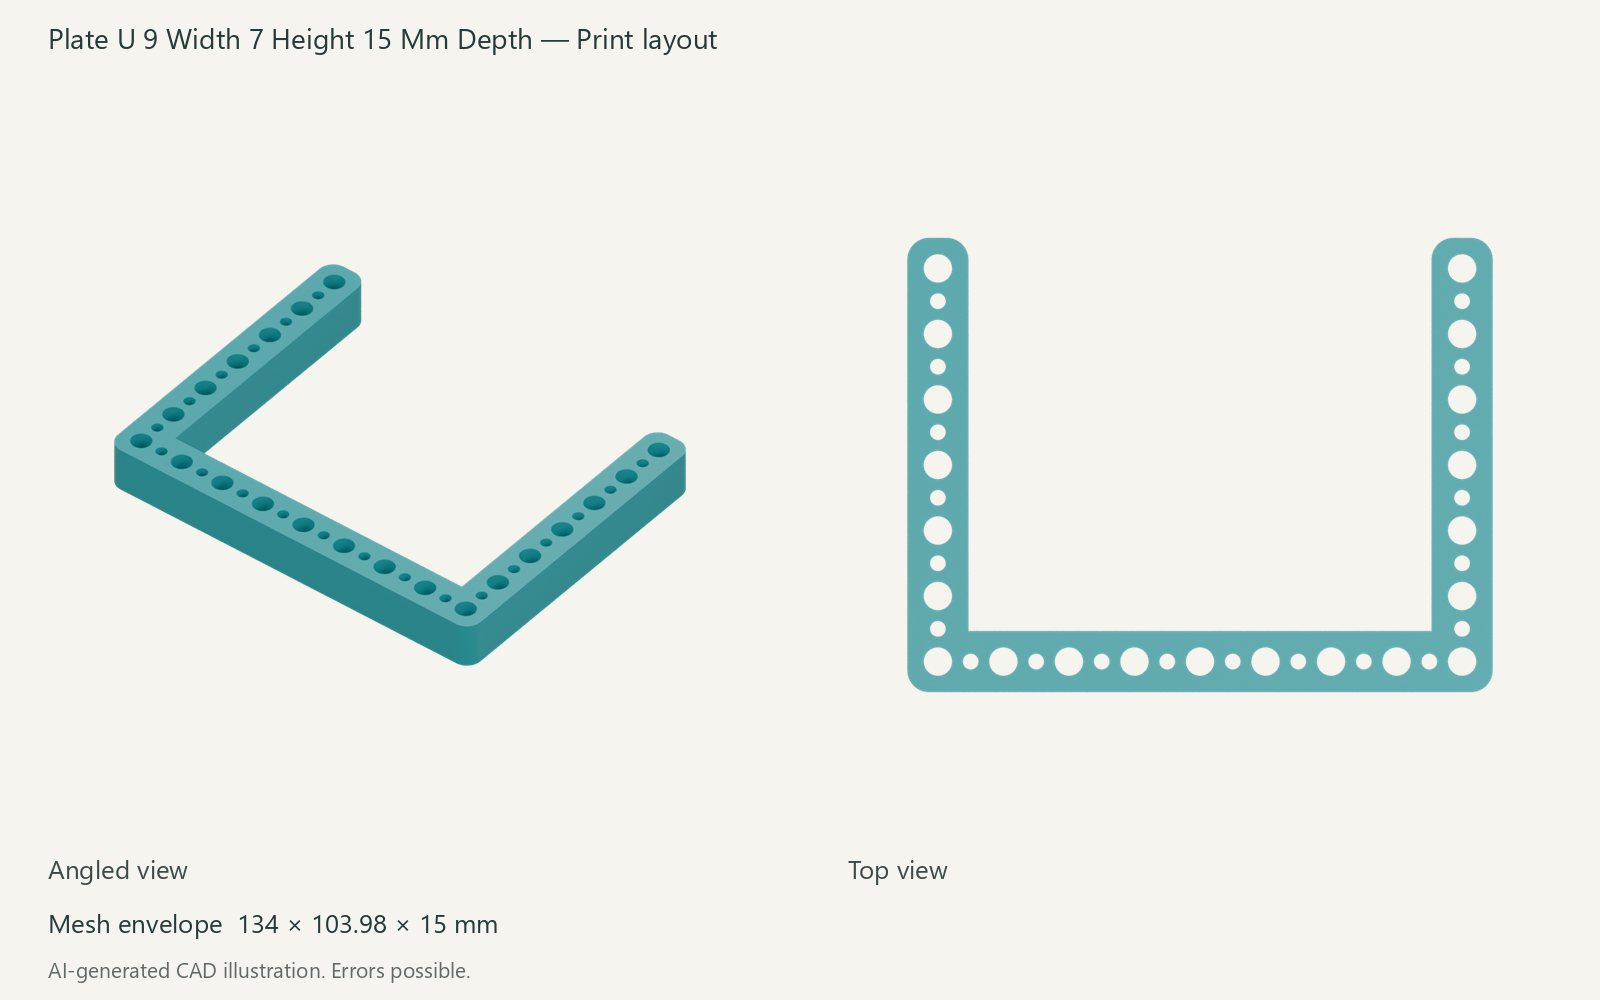 Plate U 9 Width 7 Height 15 Mm Depth — Print layout
Angled view
Top view
Mesh envelope 134 × 103.98 × 15 mm
AI-generated CAD illustration. Errors possible.